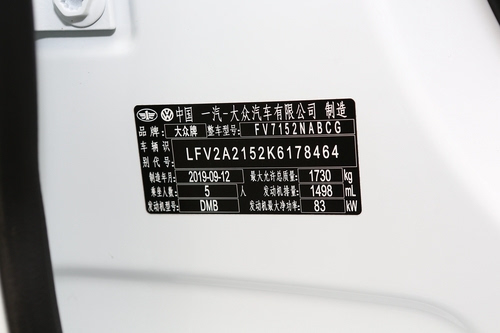 中国 一汽-大众汽车有限公司 制造
品牌: 大众牌 整车型号: FV7152NABCG
车辆识别代号: LFV2A2152K6178464
制造年月: 2019-09-12 最大允许总质量: 1730 kg
乘坐人数: 5 人 发动机排量: 1498 mL
发动机型号: DMB 发动机最大净功率: 83 kW